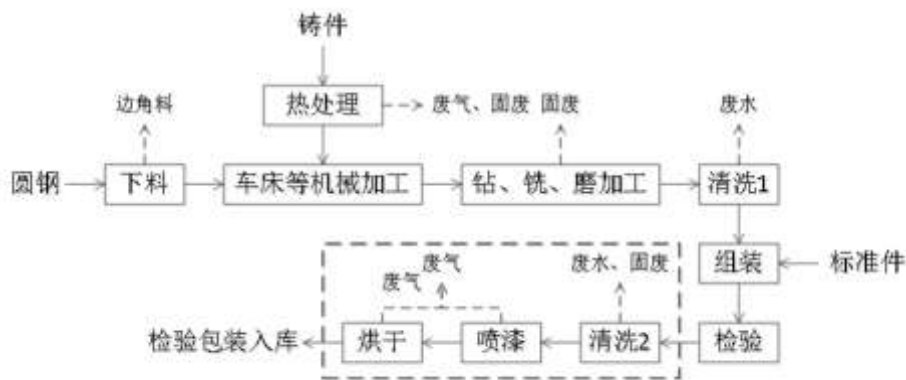 铸件
边角料
热处理
废气、固废 固废
废水
圆钢
下料
车床等机械加工
钻、铣、磨加工
清洗1
组装
标准件
废气
废气
废水、固废
检验包装入库
烘干
喷漆
清洗2
检验